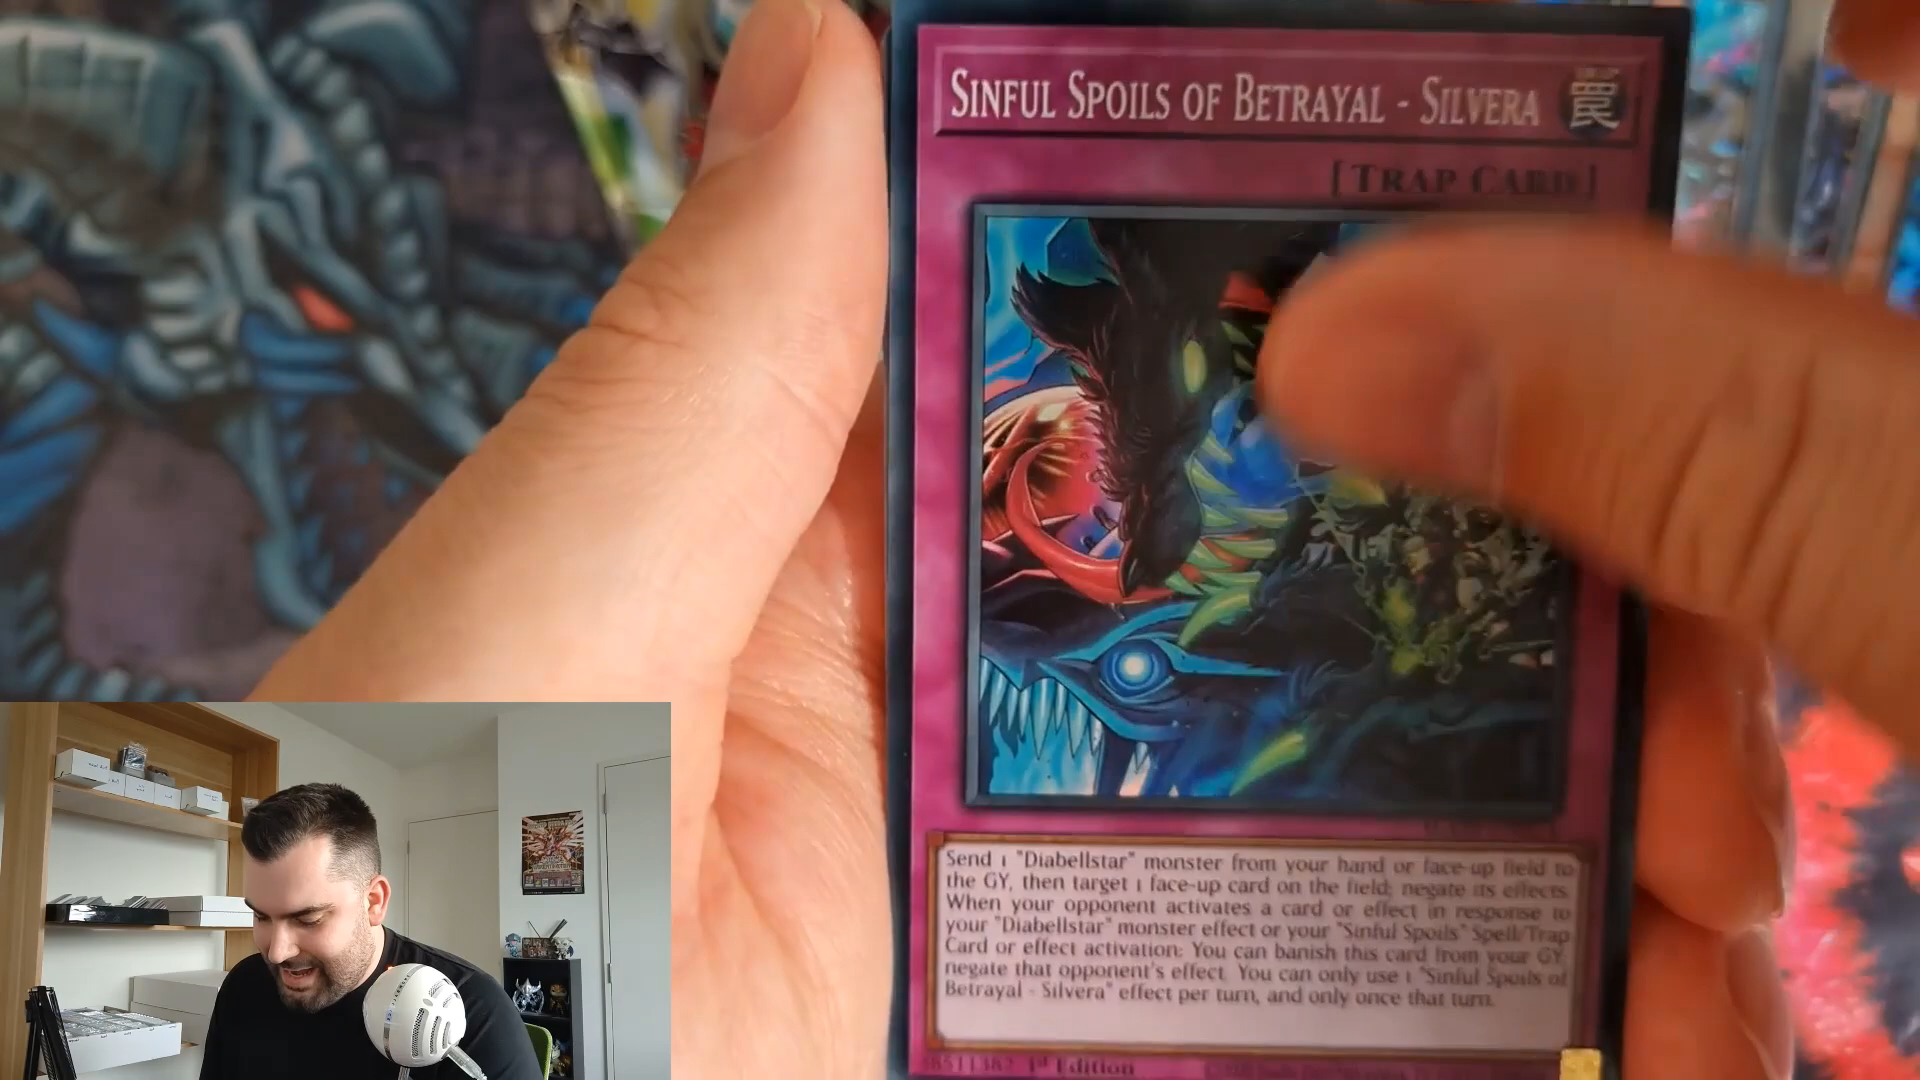 SINFUL SPOILS OF BETRAYAL - SILVERA 罠
[TRAP CARD]
Send 1 "Diabellstar" monster from your hand or face-up field to
the GY, then target 1 face-up card on the field; negate its effects.
When your opponent activates a card or effect in response to
your "Diabellstar" monster effect or your "Sinful Spoils" Spell/Trap
Card or effect activation: You can banish this card from your GY;
negate that opponent's effect. You can only use 1 "Sinful Spoils of
Betrayal - Silvera" effect per turn, and only once that turn.
38511382 1st Edition